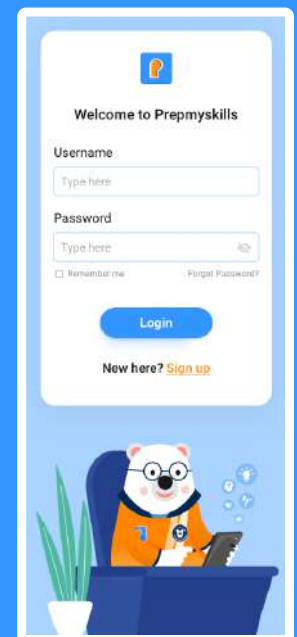 Welcome to Prepmyskills
Username
Type here
Password
Type here
Remember me Forgot Password?
Login
New here? Sign up